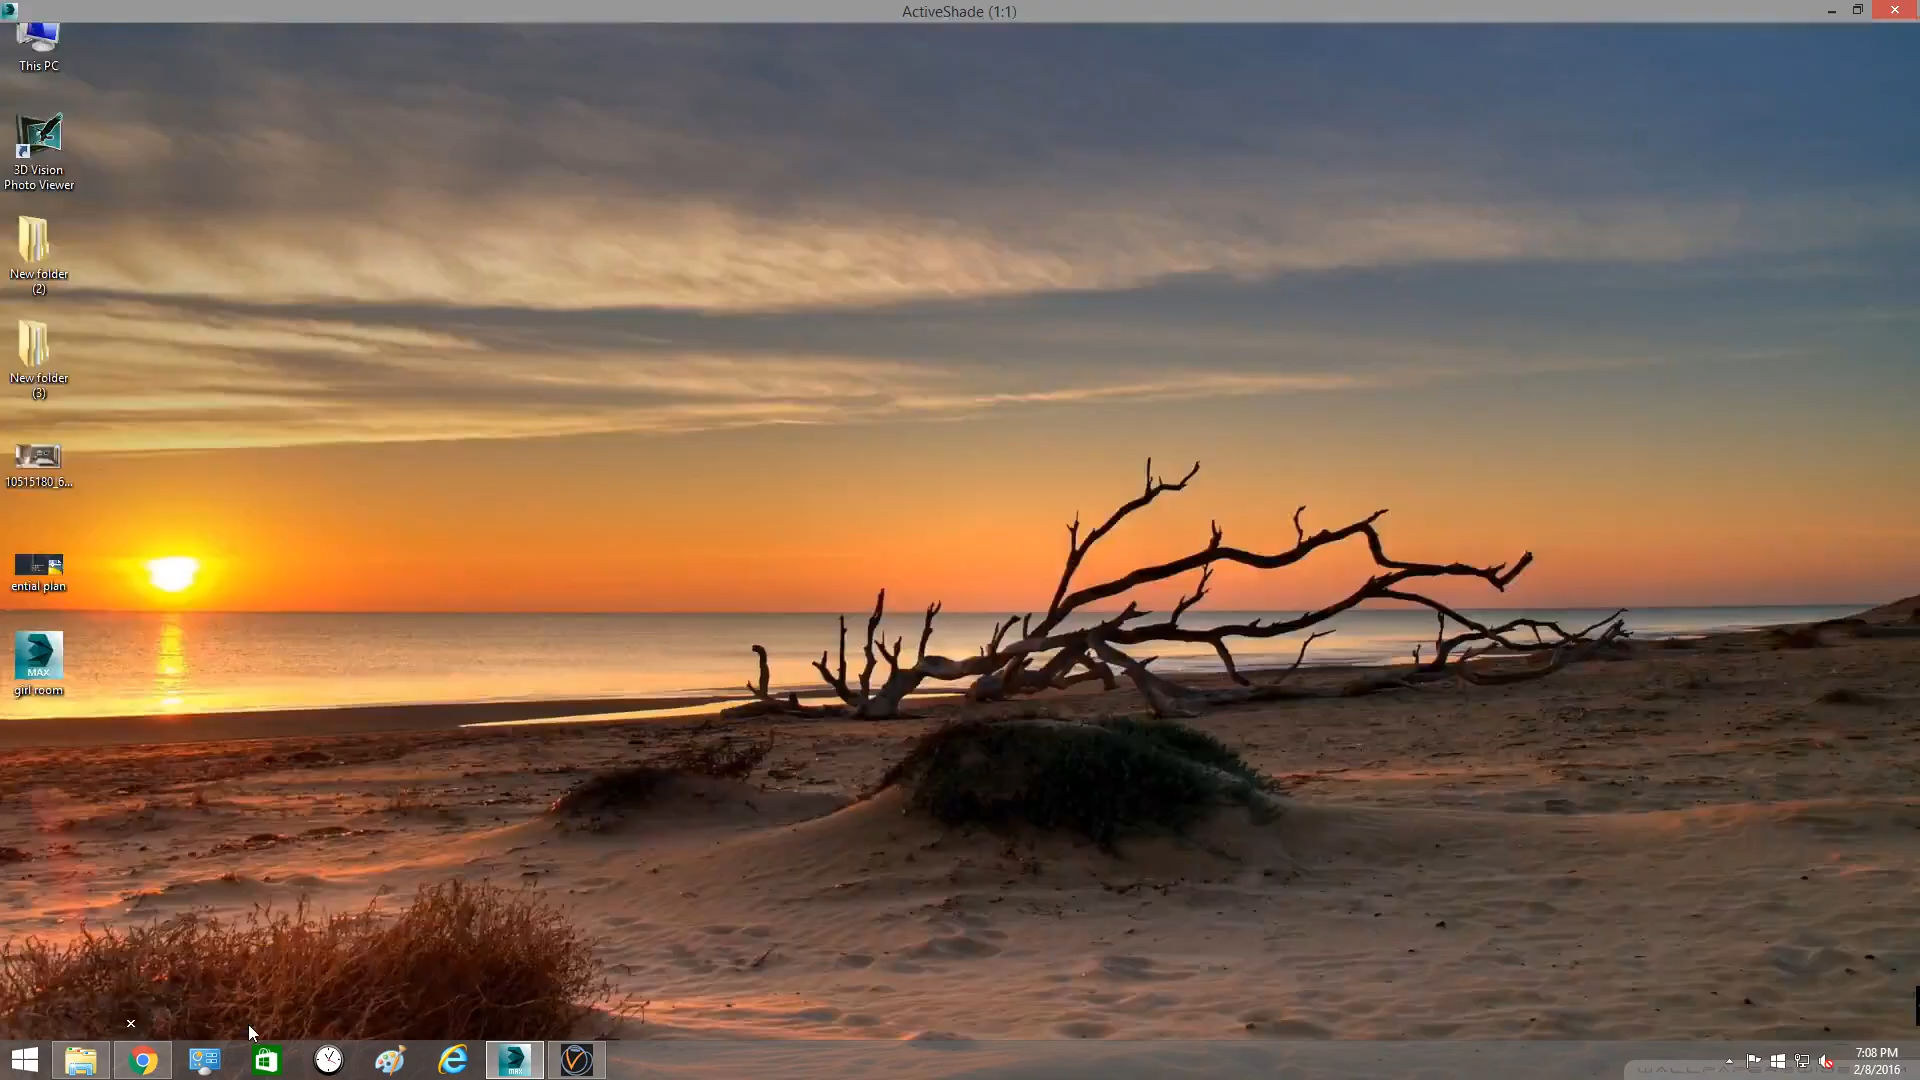 ActiveShade (1:1)
This PC
3D Vision
Photo Viewer
New folder
(2)
New folder
(3)
10515180_6...
ential plan
MAX
girl room
MAX
7:08 PM
2/8/2016